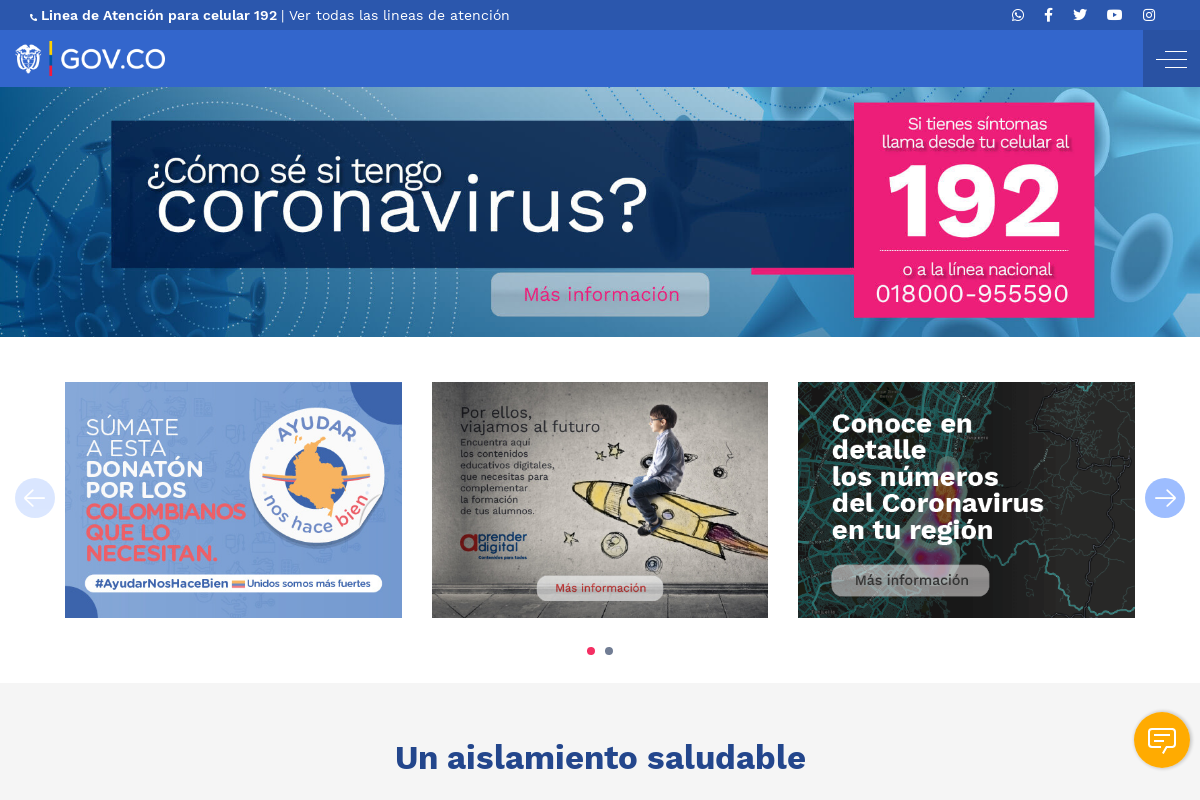 Linea de Atención para celular 192 | Ver todas las lineas de atención
GOV.CO
¿Cómo sé si tengo
coronavirus?
Más información
Si tienes síntomas
llama desde tu celular al
192
o a la línea nacional
018000-955590
SÚMATE
A ESTA
DONATÓN
POR LOS
COLOMBIANOS
QUE LO
NECESITAN.
AYUDAR
nos hace bien
#AyudarNosHaceBien Unidos somos más fuertes
Por ellos,
viajamos al futuro
Encuentra aquí
los contenidos
educativos digitales,
que necesitas para
complementar
la formación
de tus alumnos.
aprender
digital
Contenidos para todos
Más información
Conoce en
detalle
los números
del Coronavirus
en tu región
Más información
Un aislamiento saludable